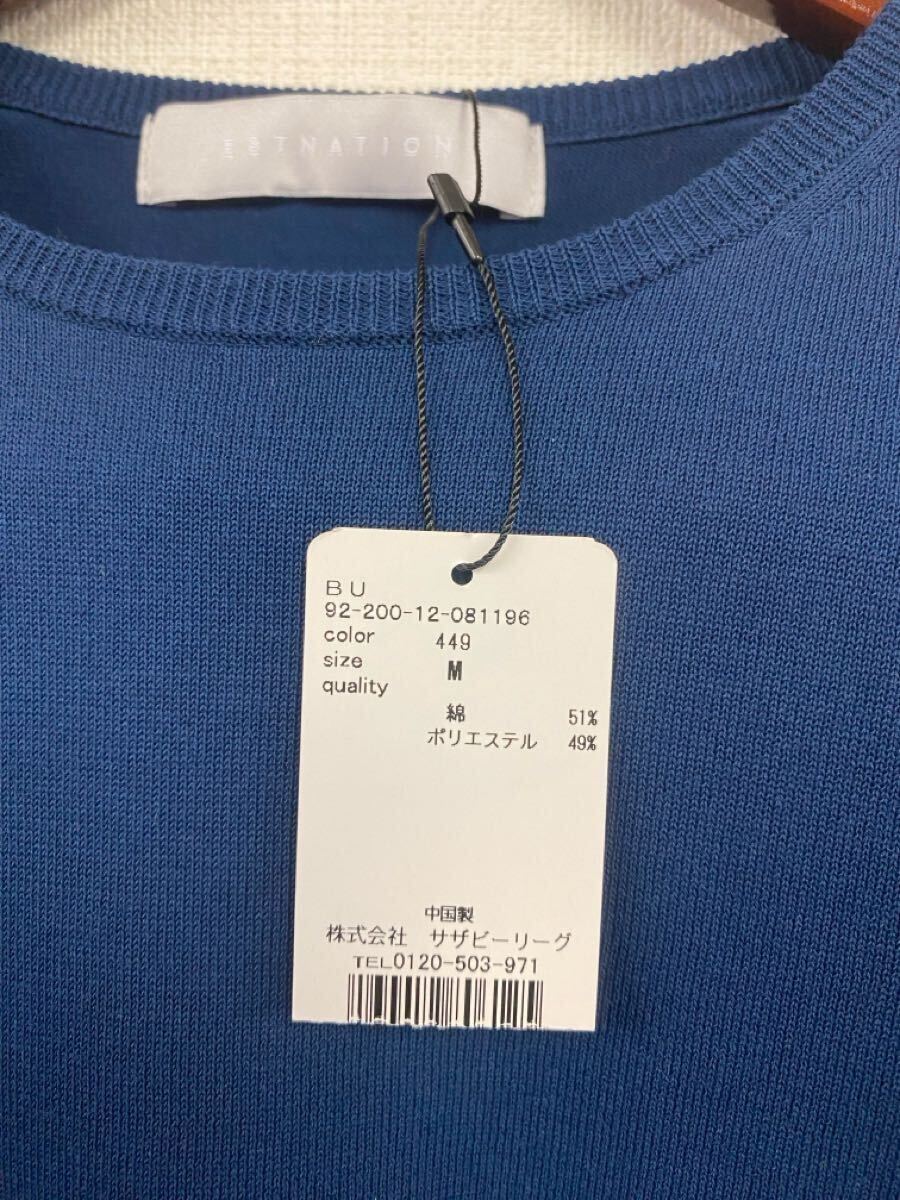 ESTNATION
BU
92-200-12-081196
color 449
size M
quality
綿 51%
ポリエステル 49%
中国製
株式会社 サザビーリーグ
TEL0120-503-971